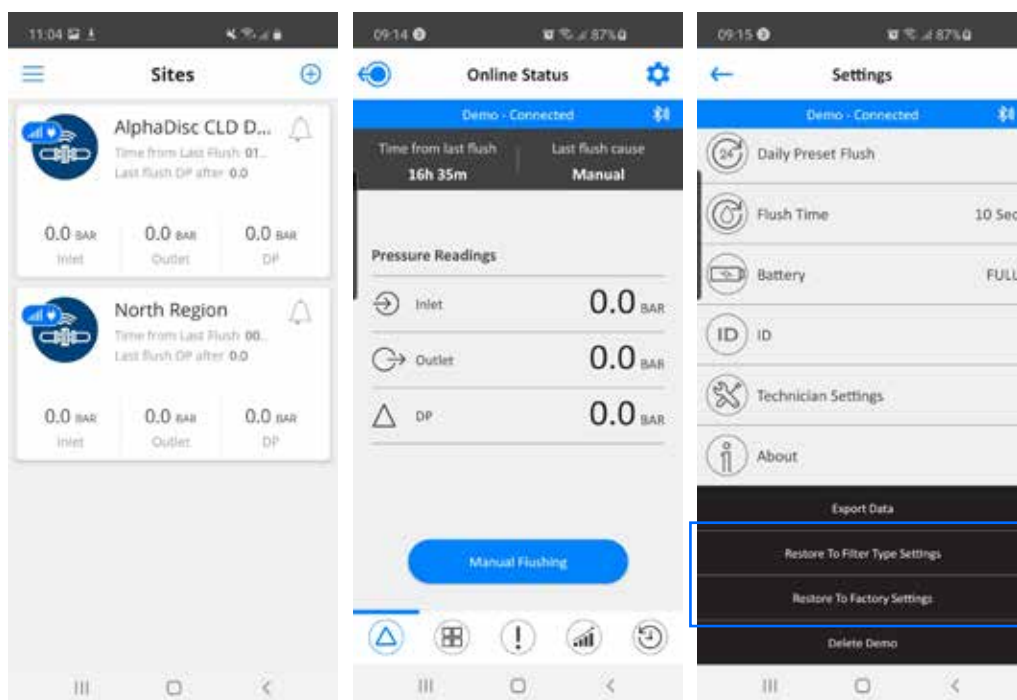 11:04
Sites
AlphaDisc CLD D...
Time from Last Flush 01...
Last flush DP after 0.0
0.0 BAR 0.0 BAR 0.0 BAR
Inlet Outlet DP
North Region
Time from Last Flush 00...
Last flush DP after 0.0
0.0 BAR 0.0 BAR 0.0 BAR
Inlet Outlet DP
09:14 87%
Online Status
Demo - Connected
Time from last flush Last flush cause
16h 35m Manual
Pressure Readings
Inlet 0.0 BAR
Outlet 0.0 BAR
DP 0.0 BAR
Manual Flushing
09:15 87%
Settings
Demo - Connected
24 Daily Preset Flush
Flush Time 10 Sec
Battery FULL
ID ID
Technician Settings
About
Export Data
Restore To Filter Type Settings
Restore To Factory Settings
Delete Demo